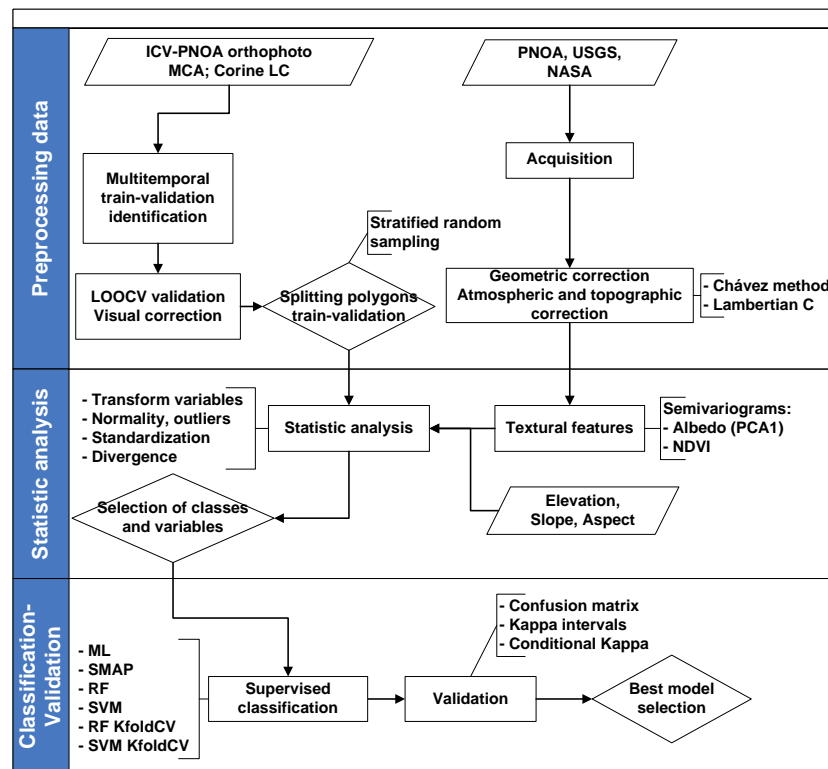 Preprocessing data
ICV-PNOA orthophoto
MCA; Corine LC
PNOA, USGS,
NASA
Multitemporal
train-validation
identification
Acquisition
Stratified random
sampling
LOOCV validation
Visual correction
Splitting polygons
train-validation
Geometric correction
Atmospheric and topographic
correction
- Chávez method
- Lambertian C
Statistic analysis
- Transform variables
- Normality, outliers
- Standardization
- Divergence
Statistic analysis
Textural features
Semivariograms:
- Albedo (PCA1)
- NDVI
Selection of classes
and variables
Elevation,
Slope, Aspect
Classification-
Validation
- ML
- SMAP
- RF
- SVM
- RF KfoldCV
- SVM KfoldCV
Supervised
classification
- Confusion matrix
- Kappa intervals
- Conditional Kappa
Validation
Best model
selection